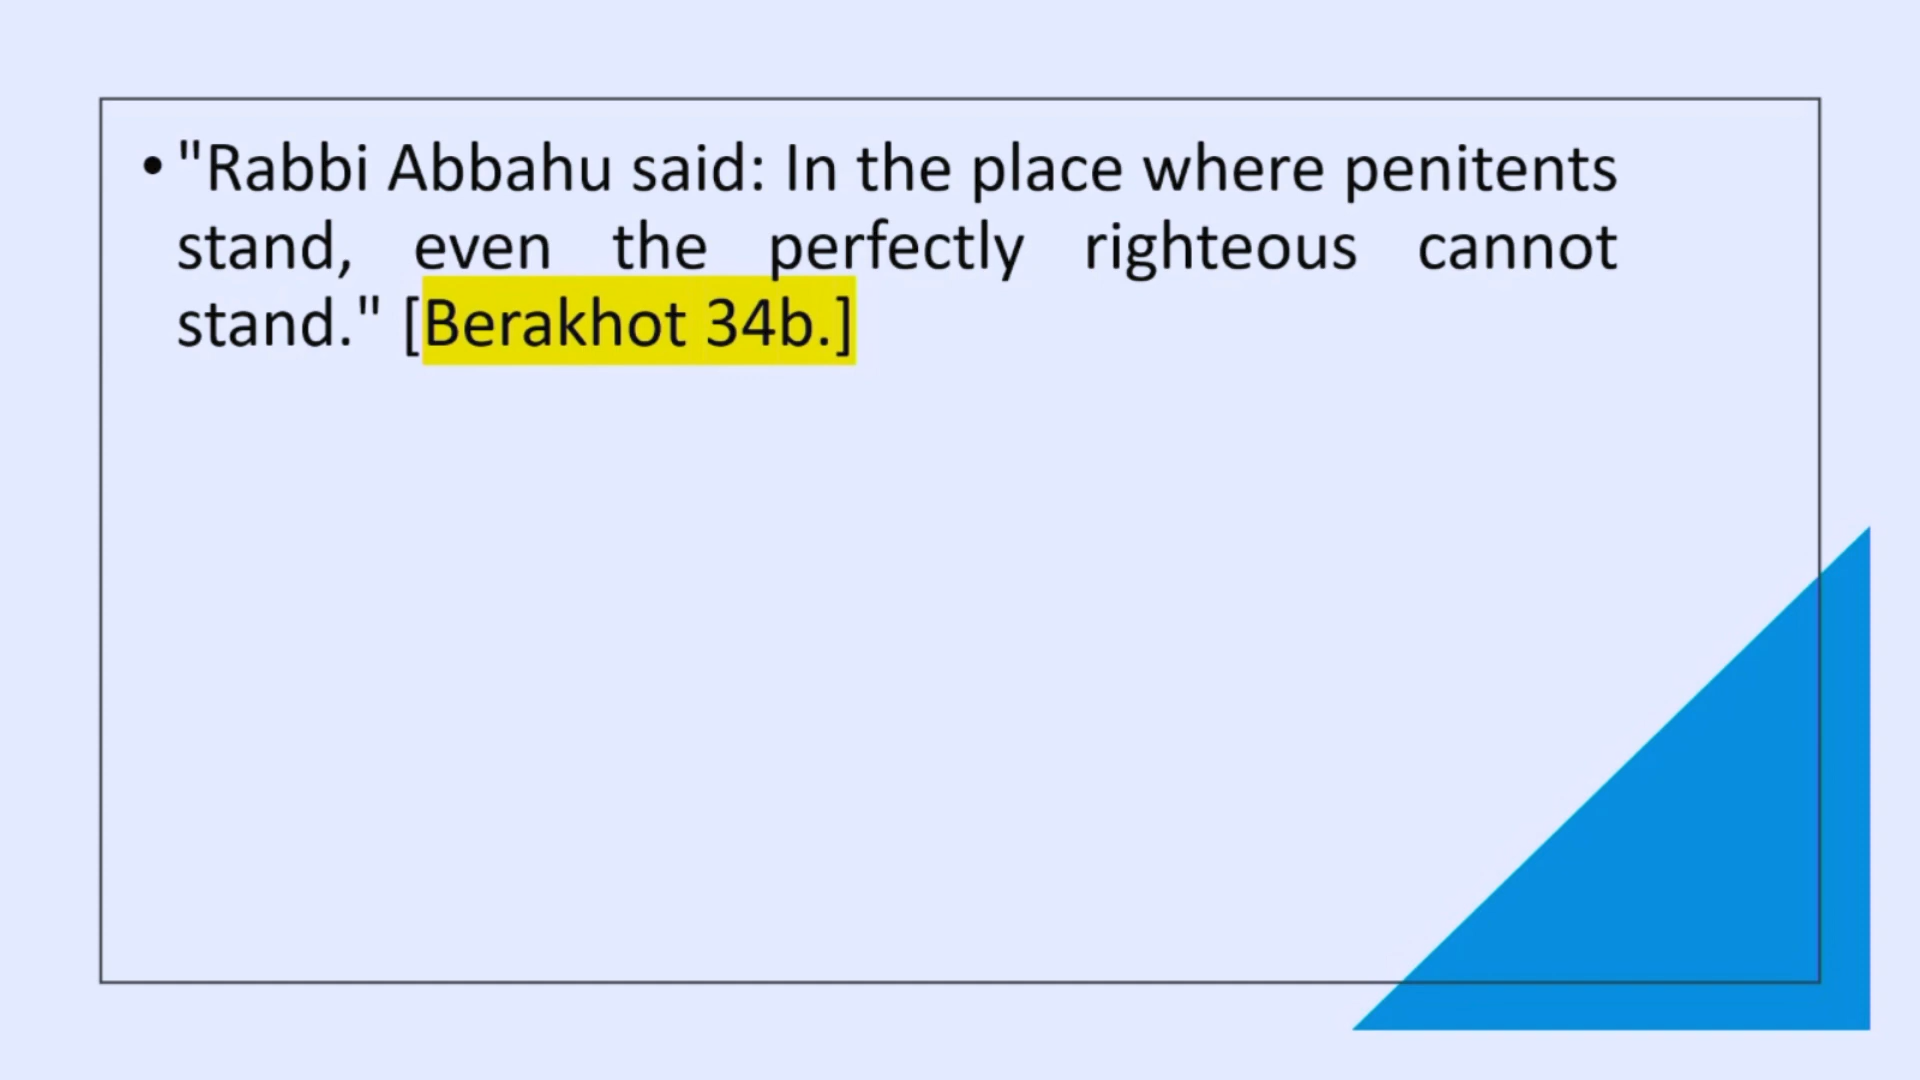 • "Rabbi Abbahu said: In the place where penitents
stand, even the perfectly righteous cannot
stand." [Berakhot 34b.]